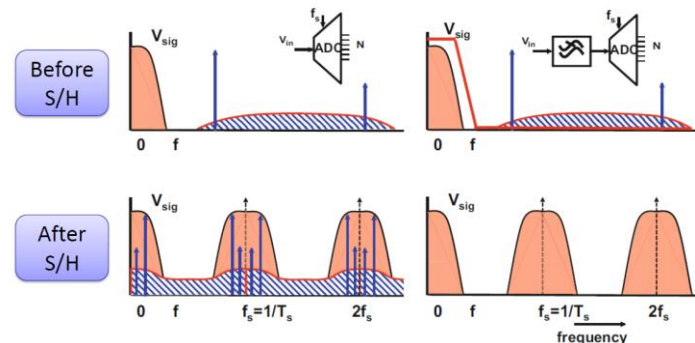 V_sig
f_s
V_in
ADC
N
V_sig
f_s
V_in
ADC
N
Before
S/H
0 f
0 f
After
S/H
V_sig
V_sig
0 f f_s=1/T_s 2f_s
0 f f_s=1/T_s 2f_s
frequency